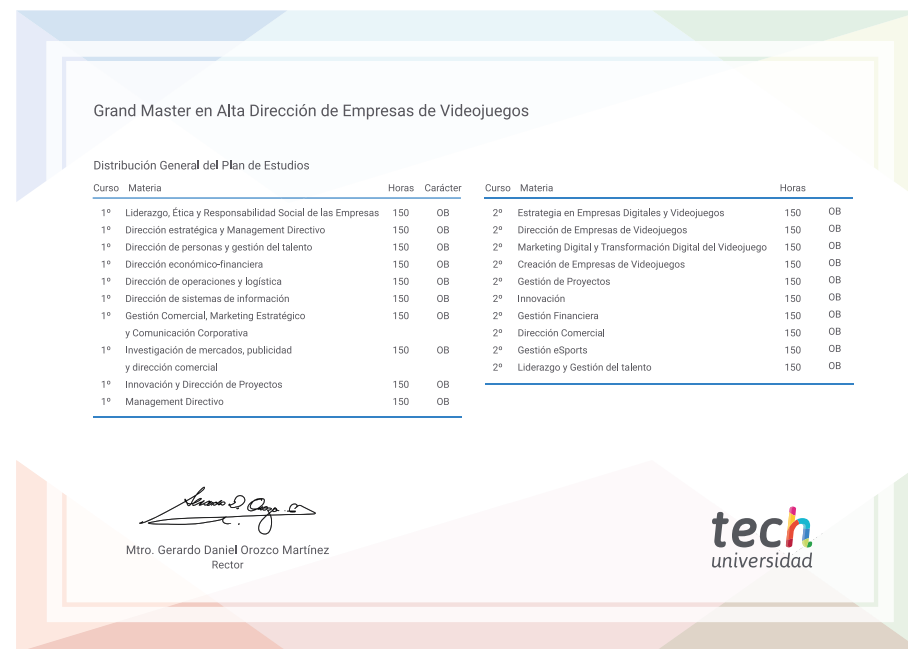 Grand Master en Alta Dirección de Empresas de Videojuegos
Distribución General del Plan de Estudios
Curso Materia Horas Carácter
1º Liderazgo, Ética y Responsabilidad Social de las Empresas 150 OB
1º Dirección estratégica y Management Directivo 150 OB
1º Dirección de personas y gestión del talento 150 OB
1º Dirección económico-financiera 150 OB
1º Dirección de operaciones y logística 150 OB
1º Dirección de sistemas de información 150 OB
1º Gestión Comercial, Marketing Estratégico 150 OB
y Comunicación Corporativa
1º Investigación de mercados, publicidad 150 OB
y dirección comercial
1º Innovación y Dirección de Proyectos 150 OB
1º Management Directivo 150 OB
Curso Materia Horas
2º Estrategia en Empresas Digitales y Videojuegos 150 OB
2º Dirección de Empresas de Videojuegos 150 OB
2º Marketing Digital y Transformación Digital del Videojuego 150 OB
2º Creación de Empresas de Videojuegos 150 OB
2º Gestión de Proyectos 150 OB
2º Innovación 150 OB
2º Gestión Financiera 150 OB
2º Dirección Comercial 150 OB
2º Gestión eSports 150 OB
2º Liderazgo y Gestión del talento 150 OB
Mtro. Gerardo Daniel Orozco Martínez
Rector
tech
universidad